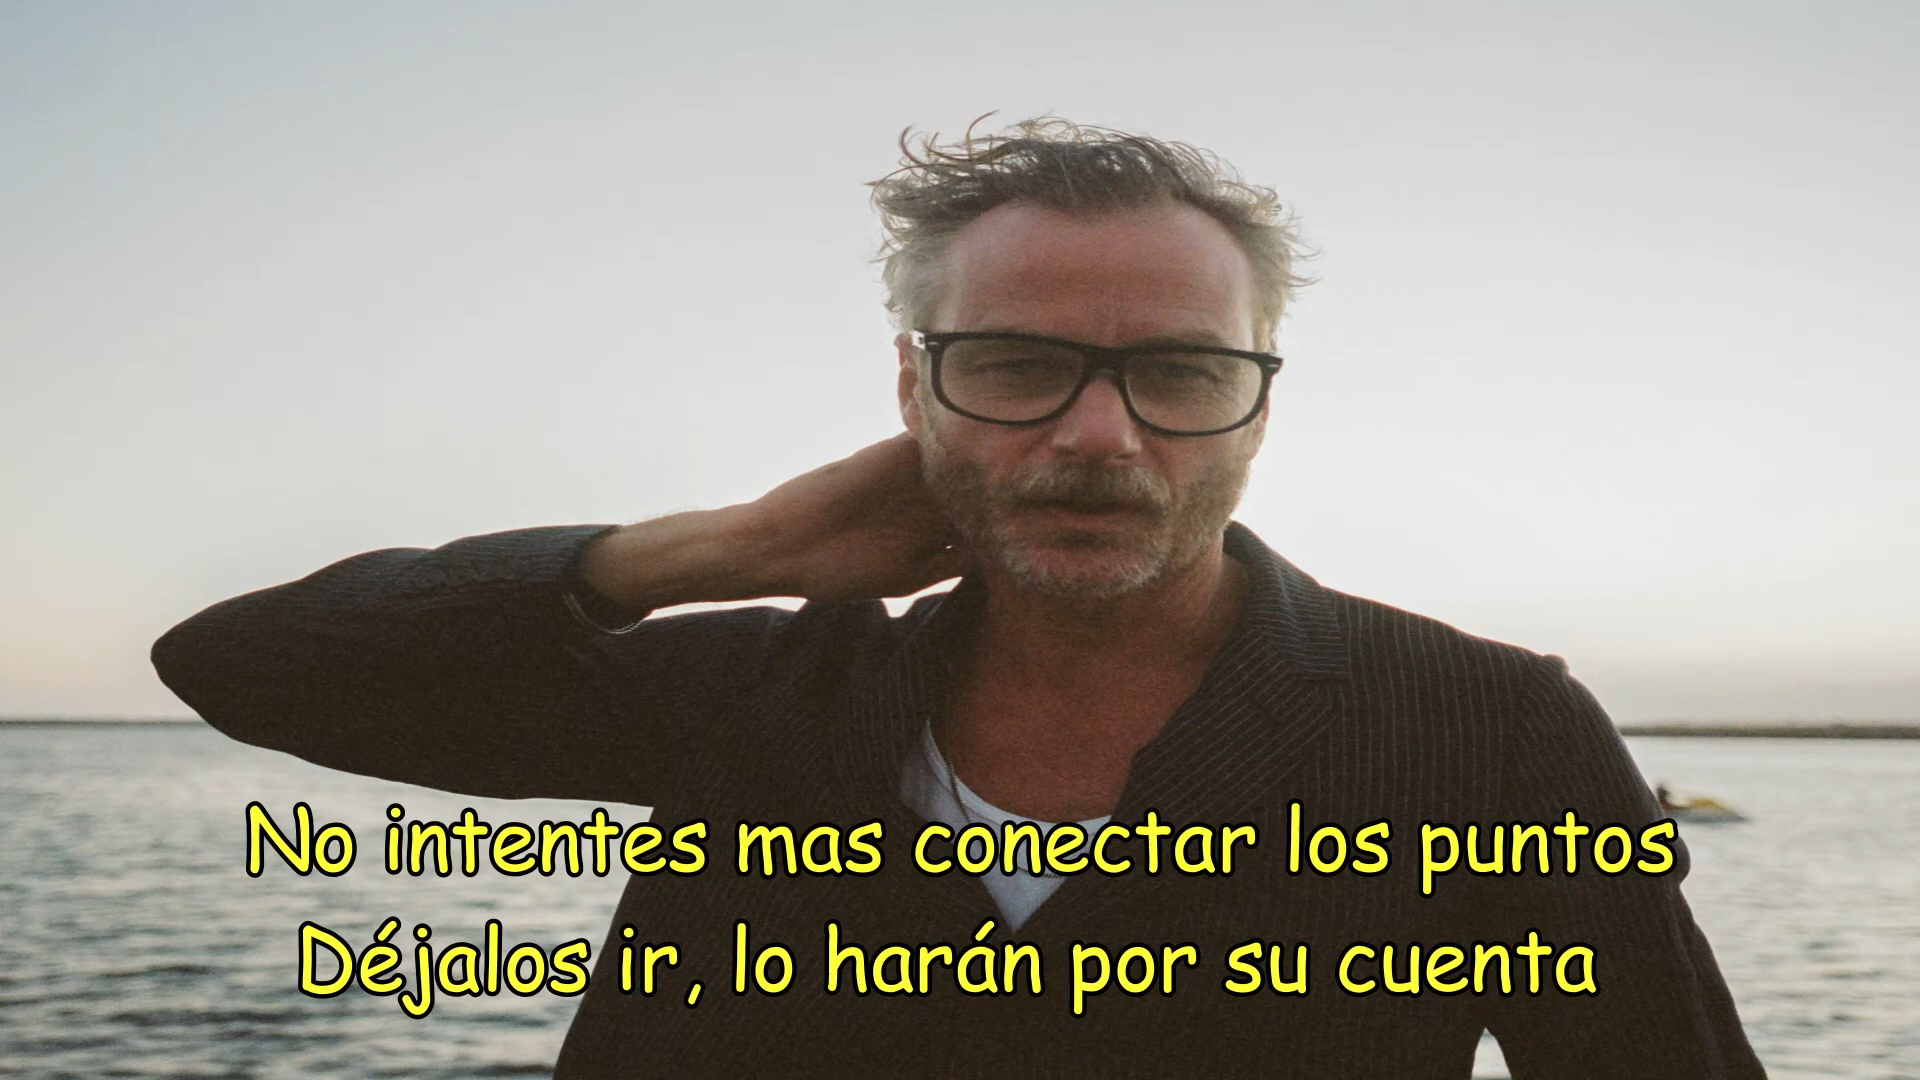 No intentes mas conectar los puntos
Déjalos ir, lo harán por su cuenta